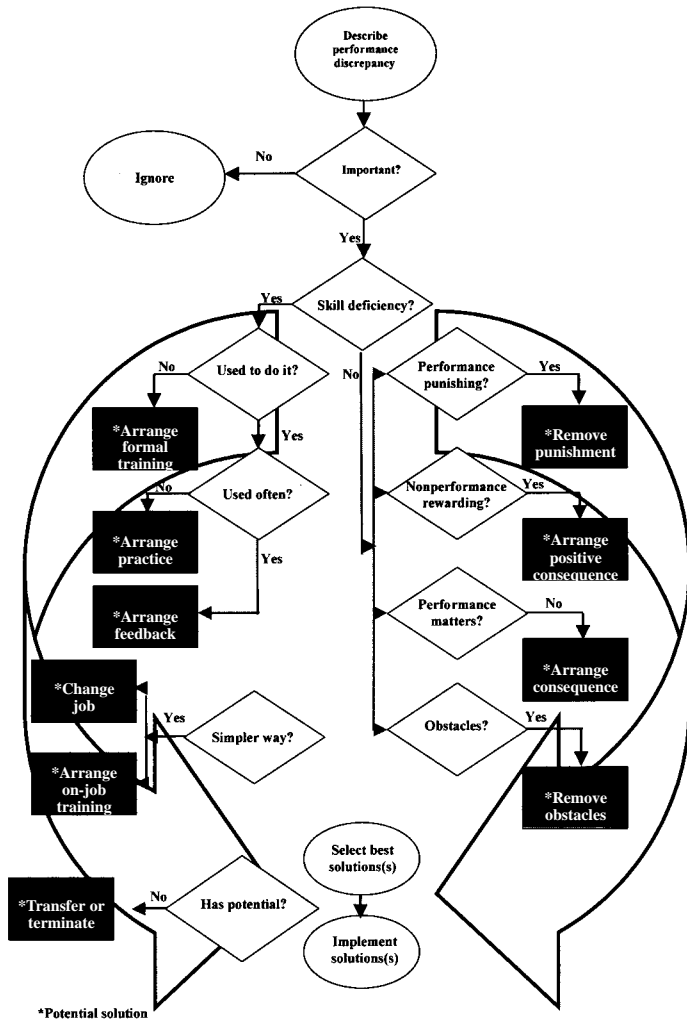 Describe
performance
discrepancy
No
Important?
Ignore
Yes
Skill deficiency?
Yes
No
Used to do it?
No
*Arrange
formal
training
Yes
Used often?
No
*Arrange
practice
Yes
*Arrange
feedback
Performance
punishing?
Yes
*Remove
punishment
Nonperformance
rewarding?
Yes
*Arrange
positive
consequence
Performance
matters?
No
*Arrange
consequence
Obstacles?
Yes
*Remove
obstacles
*Change
job
Yes
Simpler way?
*Arrange
on-job
training
Has potential?
No
*Transfer or
terminate
Select best
solutions(s)
Implement
solutions(s)
*Potential solution